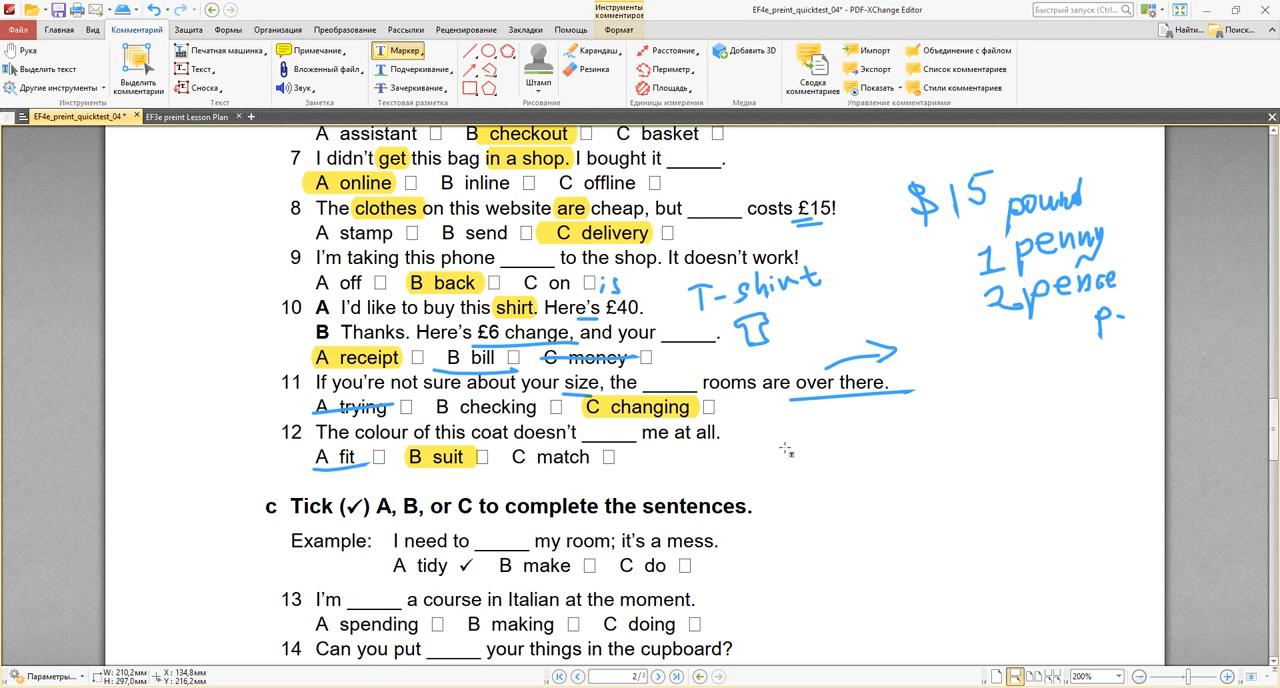 Инструменты комментиров
EF4e_preint_quicktest_04* - PDF-XChange Editor
Быстрый запуск (Ctrl...
Файл Главная Вид Комментарий Защита Формы Организация Преобразование Рассылки Рецензирование Закладки Помощь Формат Найти... Поиск...
Рука
Выделить текст
Другие инструменты
Инструменты
Выделить комментарии
Печатная машинка
Текст
Сноска
Текст
Примечание
Вложенный файл
Звук
Заметка
Маркер
Подчеркивание
Зачеркивание
Текстовая разметка
Штамп
Карандаш
Резинка
Рисование
Расстояние
Периметр
Площадь
Единицы измерения
Добавить 3D
Медиа
Сводка комментариев
Импорт
Экспорт
Показать
Объединение с файлом
Список комментариев
Стили комментариев
Управление комментариями
EF4e_preint_quicktest_04 * EF3e preint Lesson Plan
A assistant B checkout C basket
7 I didn't get this bag in a shop. I bought it _____.
A online B inline C offline
8 The clothes on this website are cheap, but _____ costs £15!
A stamp B send C delivery
9 I'm taking this phone _____ to the shop. It doesn't work!
A off B back C on is
10 A I'd like to buy this shirt. Here's £40.
B Thanks. Here's £6 change, and your _____.
A receipt B bill C money
11 If you're not sure about your size, the _____ rooms are over there.
A trying B checking C changing
12 The colour of this coat doesn't _____ me at all.
A fit B suit C match
$15 pound
1 penny
2 pence
p-
T-shirt
c Tick (✓) A, B, or C to complete the sentences.
Example: I need to _____ my room; it's a mess.
A tidy ✓ B make C do
13 I'm _____ a course in Italian at the moment.
A spending B making C doing
14 Can you put _____ your things in the cupboard?
Параметры...
W: 210,2мм
H: 297,0мм
X: 134,8мм
Y: 216,2мм
2/3
200%